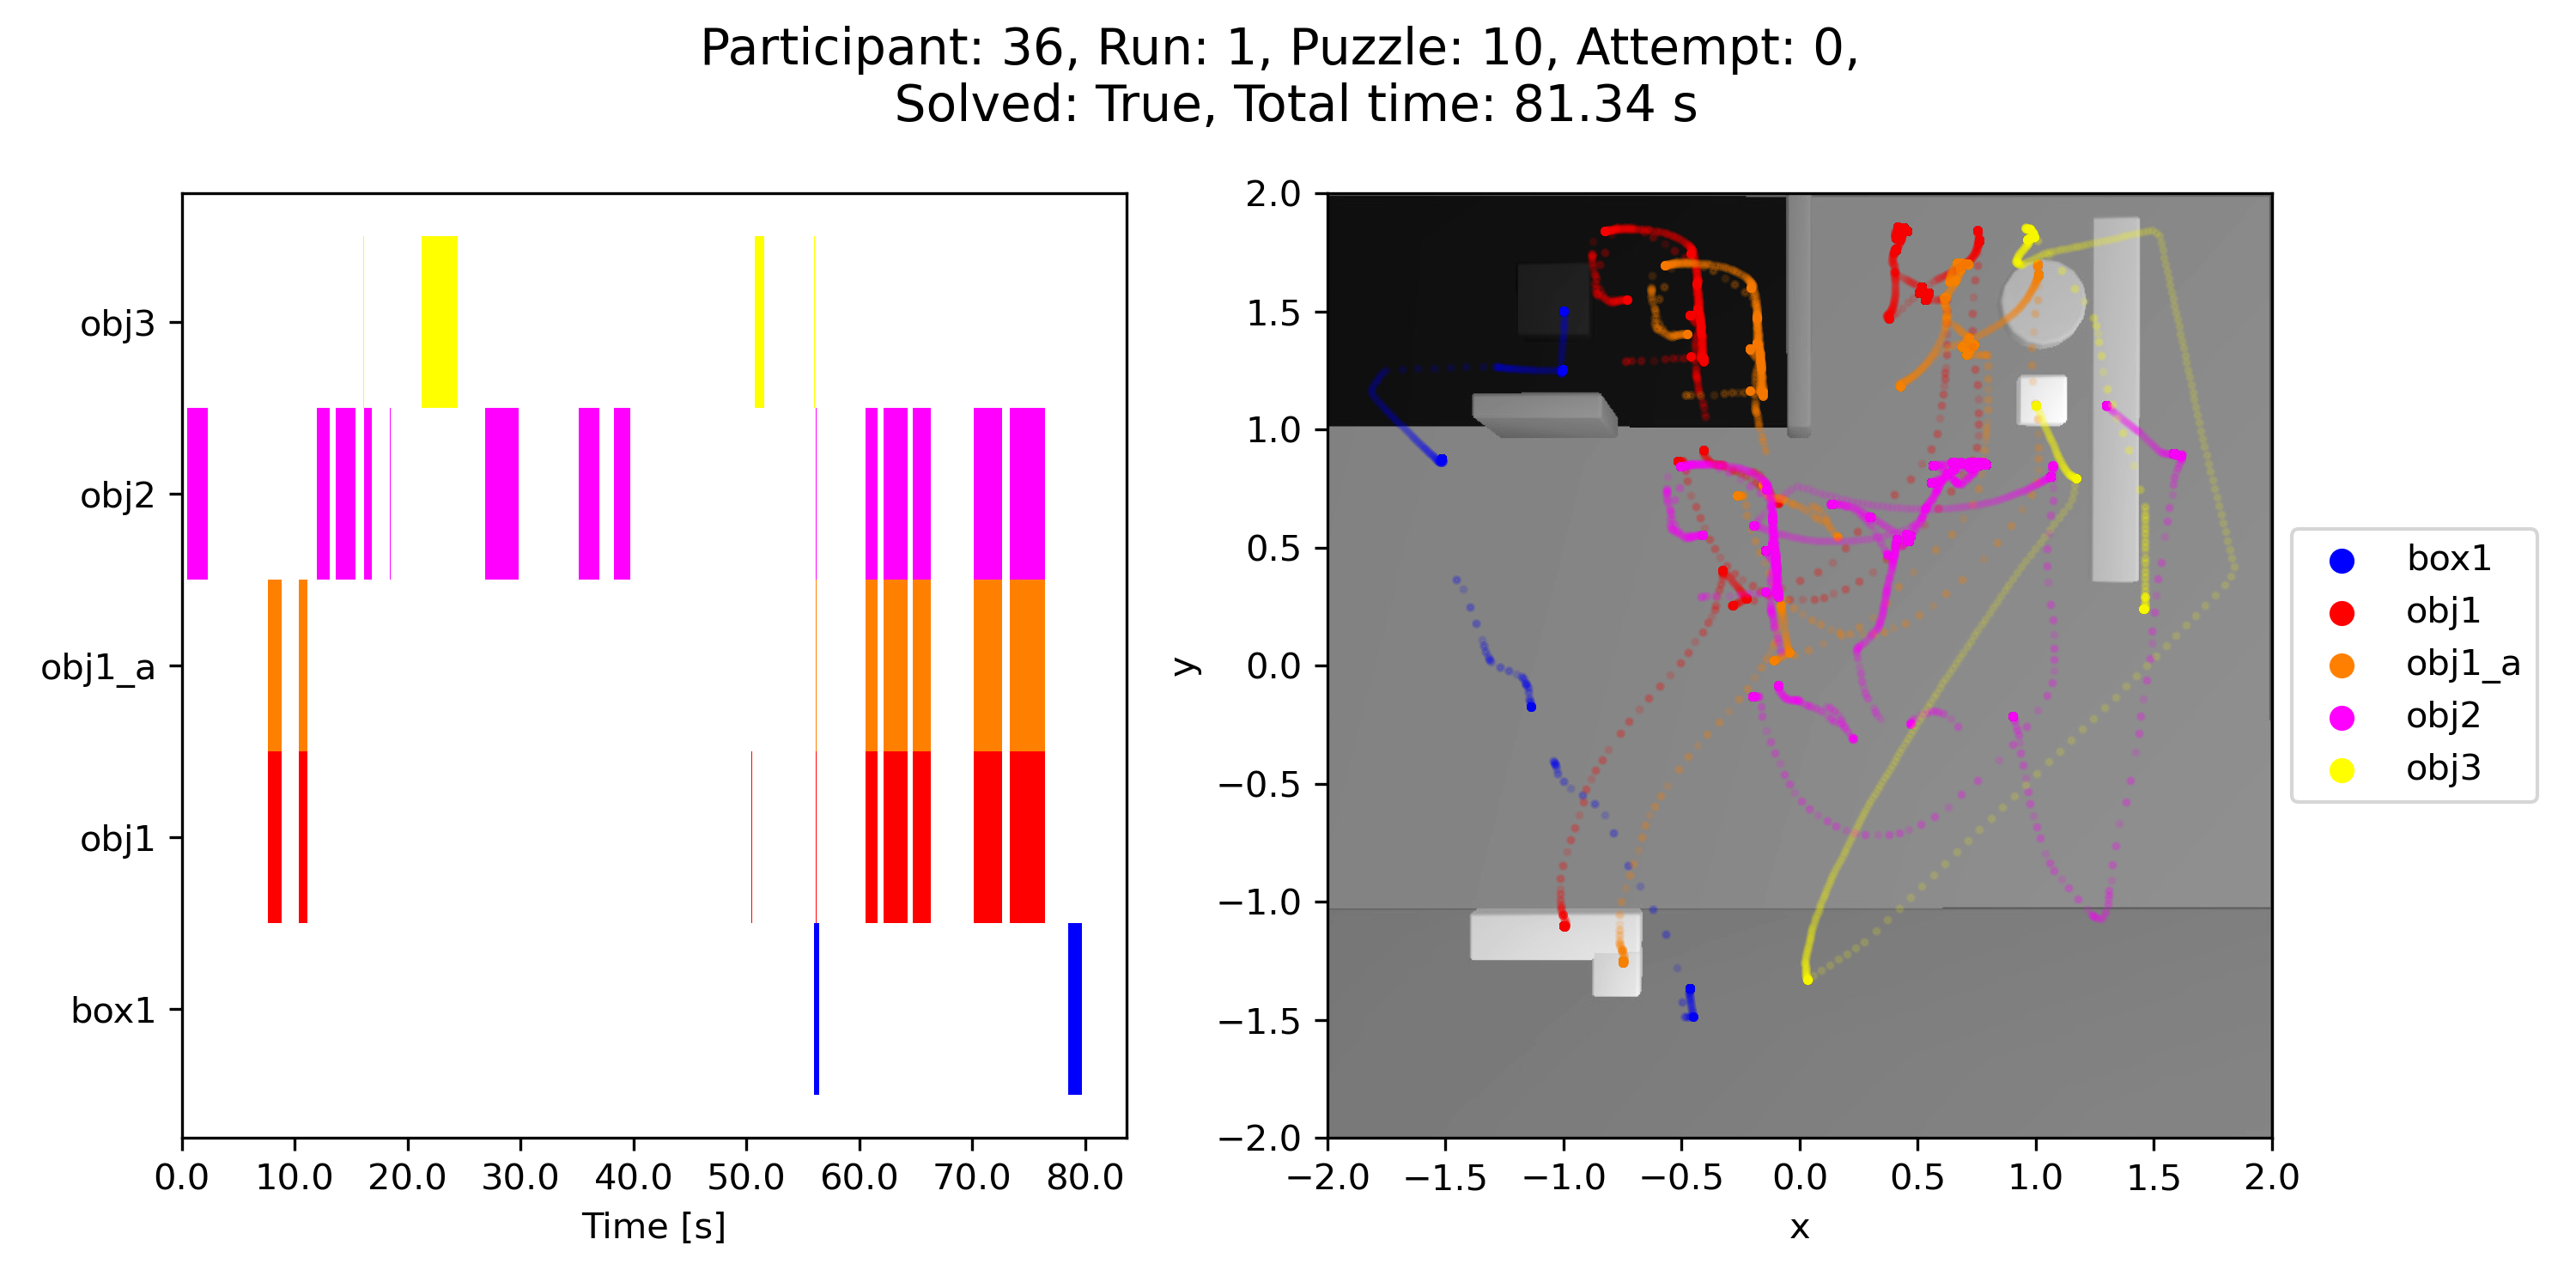 Participant: 36, Run: 1, Puzzle: 10, Attempt: 0,
Solved: True, Total time: 81.34 s
obj3
obj2
obj1_a
obj1
box1
0.0 10.0 20.0 30.0 40.0 50.0 60.0 70.0 80.0
Time [s]
2.0
1.5
1.0
0.5
0.0
−0.5
−1.0
−1.5
−2.0
y
−2.0 −1.5 −1.0 −0.5 0.0 0.5 1.0 1.5 2.0
x
box1
obj1
obj1_a
obj2
obj3